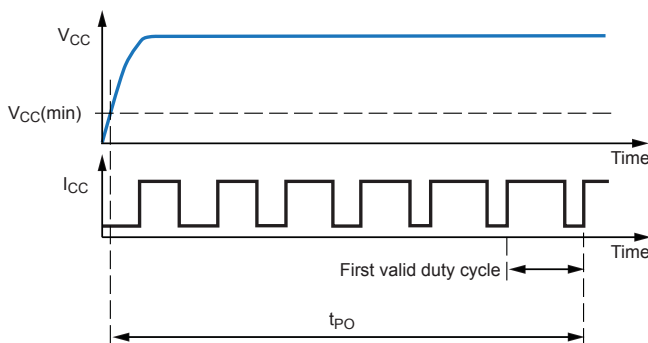 VCC
VCC(min)
Time
ICC
Time
First valid duty cycle
tPO